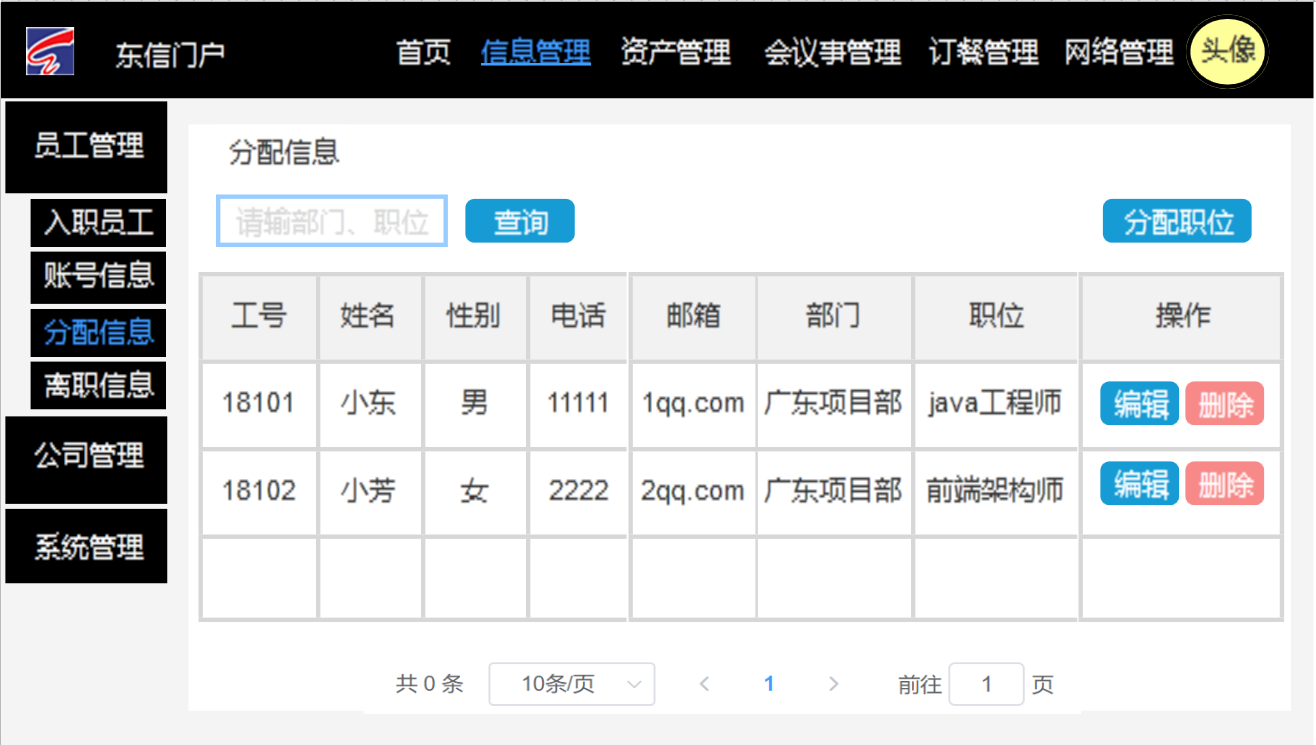 东信门户 首页 信息管理 资产管理 会议事管理 订餐管理 网络管理 头像
员工管理
入职员工
账号信息
分配信息
离职信息
公司管理
系统管理
分配信息
请输部门、职位 查询 分配职位
工号 姓名 性别 电话 邮箱 部门 职位 操作
18101 小东 男 11111 1qq.com 广东项目部 java工程师 编辑 删除
18102 小芳 女 2222 2qq.com 广东项目部 前端架构师 编辑 删除
共 0 条 10条/页 1 前往 1 页